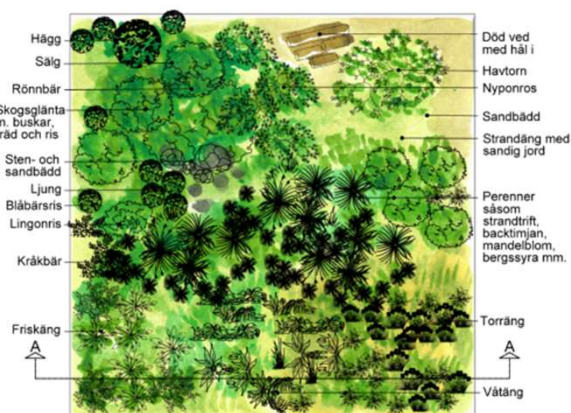 Hägg
Sälg
Rönnbär
Skogsglänta
m. buskar,
träd och ris
Sten- och
sandbädd
Ljung
Blåbärsris
Lingonris
Kråkbär
Friskäng
A
Död ved
med hål i
Havtorn
Nyponros
Sandbädd
Strandäng med
sandig jord
Perenner
såsom
strandtrift,
backtimjan,
mandelblom,
bergssyra mm.
Torräng
A
Våtäng